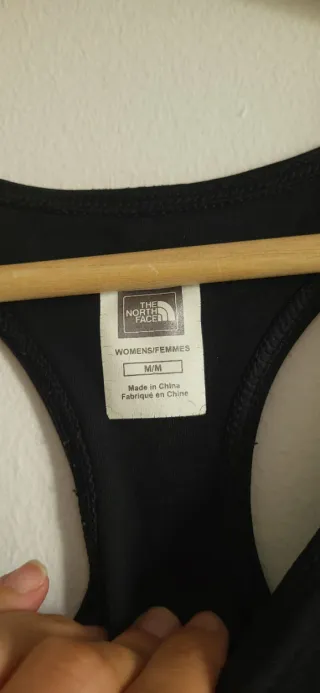 THE
NORTH
FACE
WOMENS/FEMMES
M/M
Made in China
Fabriqué en Chine